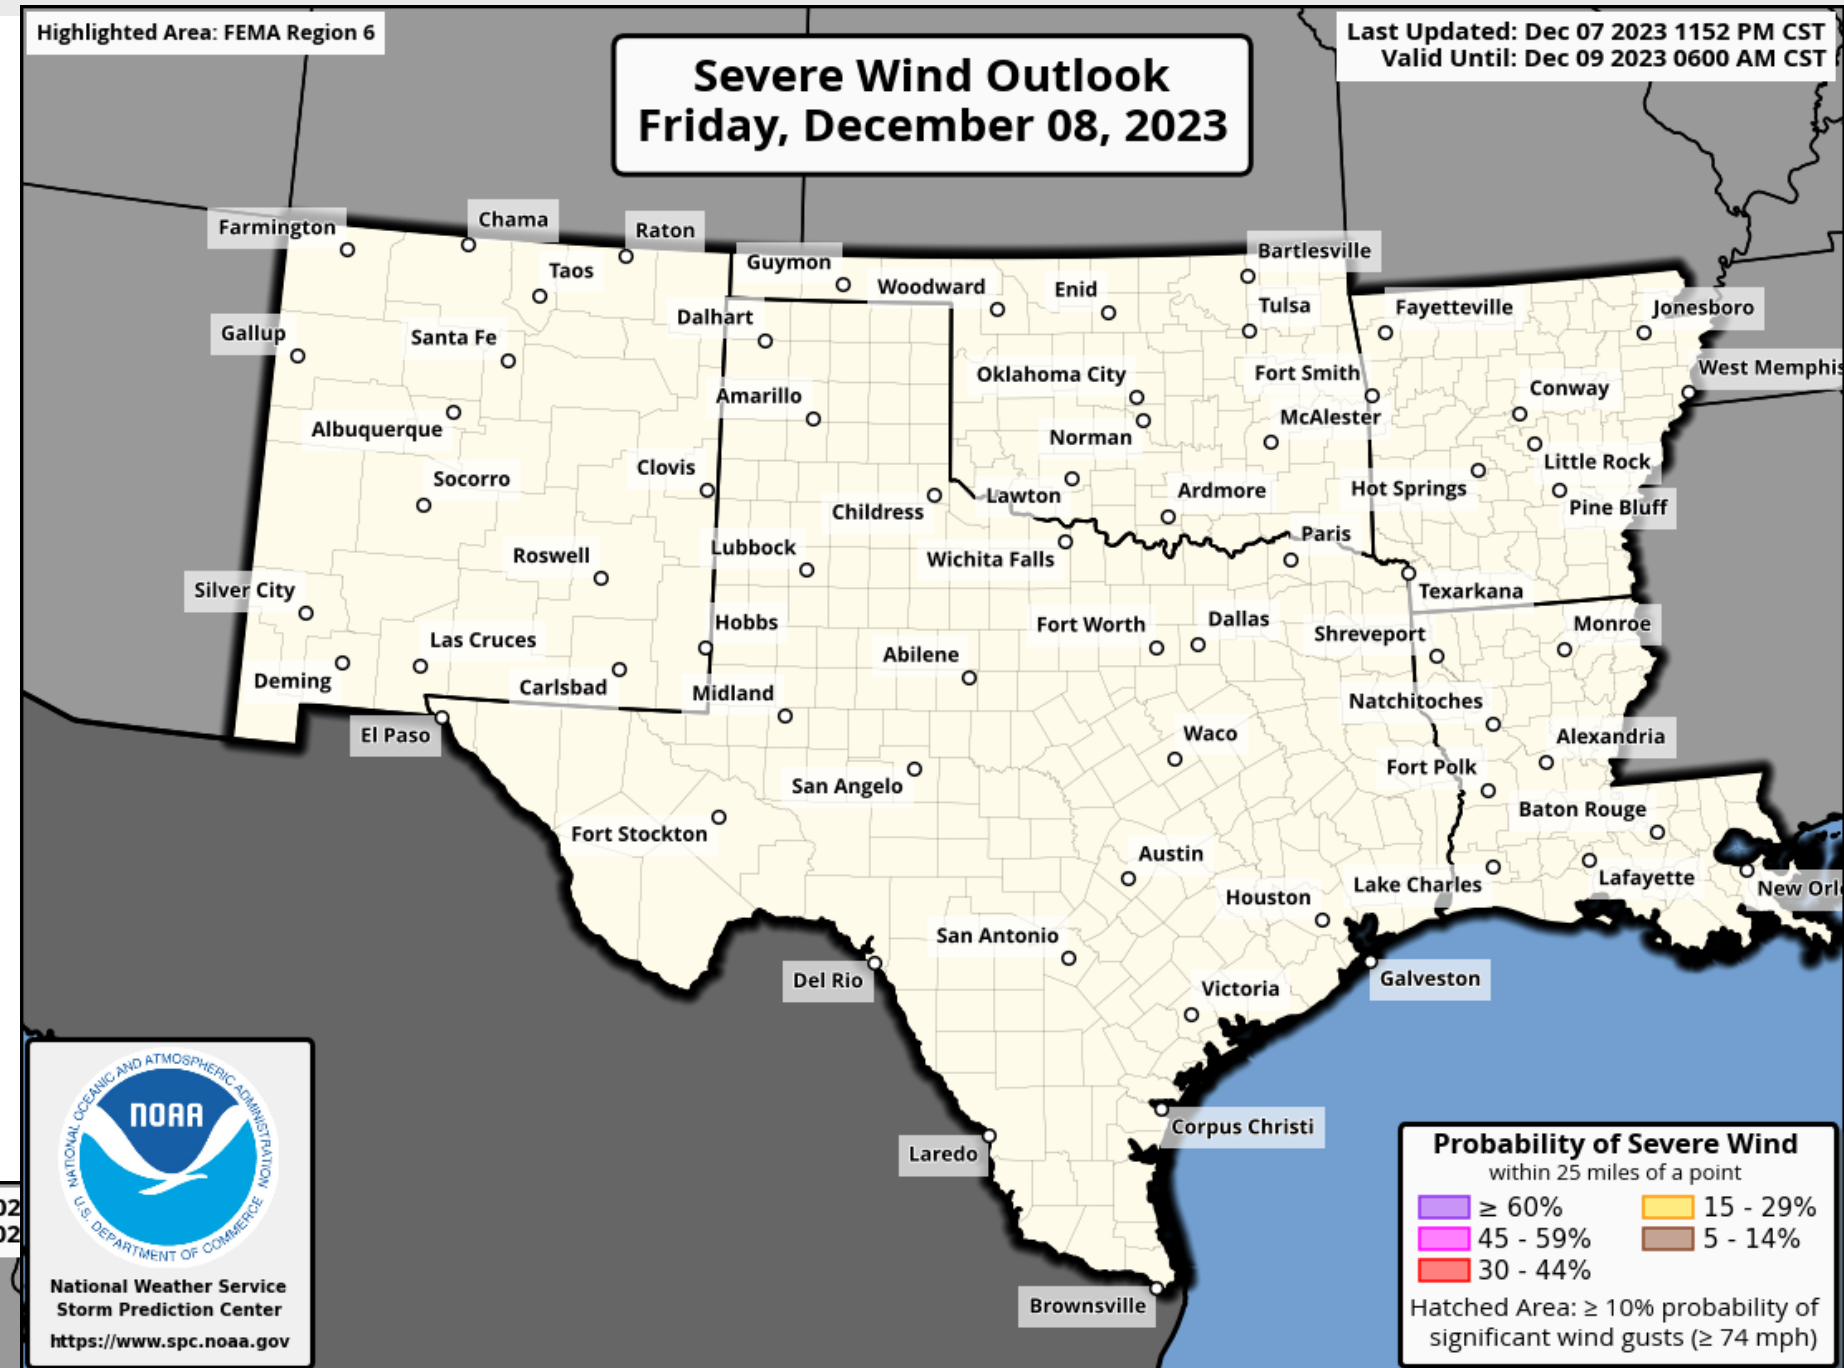 Highlighted Area: FEMA Region 6
Last Updated: Dec 07 2023 1152 PM CST
Valid Until: Dec 09 2023 0600 AM CST
Severe Wind Outlook
Friday, December 08, 2023
Farmington
Chama
Raton
Taos
Guymon
Woodward
Enid
Bartlesville
Tulsa
Fayetteville
Jonesboro
Gallup
Santa Fe
Dalhart
West Memphis
Oklahoma City
Fort Smith
Conway
Amarillo
Albuquerque
Norman
McAlester
Little Rock
Socorro
Clovis
Childress
Lawton
Ardmore
Hot Springs
Pine Bluff
Roswell
Lubbock
Wichita Falls
Paris
Silver City
Texarkana
Las Cruces
Hobbs
Abilene
Fort Worth
Dallas
Shreveport
Monroe
Deming
Carlsbad
Midland
Natchitoches
El Paso
Waco
Alexandria
San Angelo
Fort Polk
Fort Stockton
Baton Rouge
Austin
Lake Charles
Lafayette
New Orl
Houston
San Antonio
Del Rio
Victoria
Galveston
Corpus Christi
Laredo
Brownsville
02
02
NATIONAL OCEANIC AND ATMOSPHERIC ADMINISTRATION
NOAA
U.S. DEPARTMENT OF COMMERCE
National Weather Service
Storm Prediction Center
https://www.spc.noaa.gov
Probability of Severe Wind
within 25 miles of a point
≥ 60%
15 - 29%
45 - 59%
5 - 14%
30 - 44%
Hatched Area: ≥ 10% probability of
significant wind gusts (≥ 74 mph)